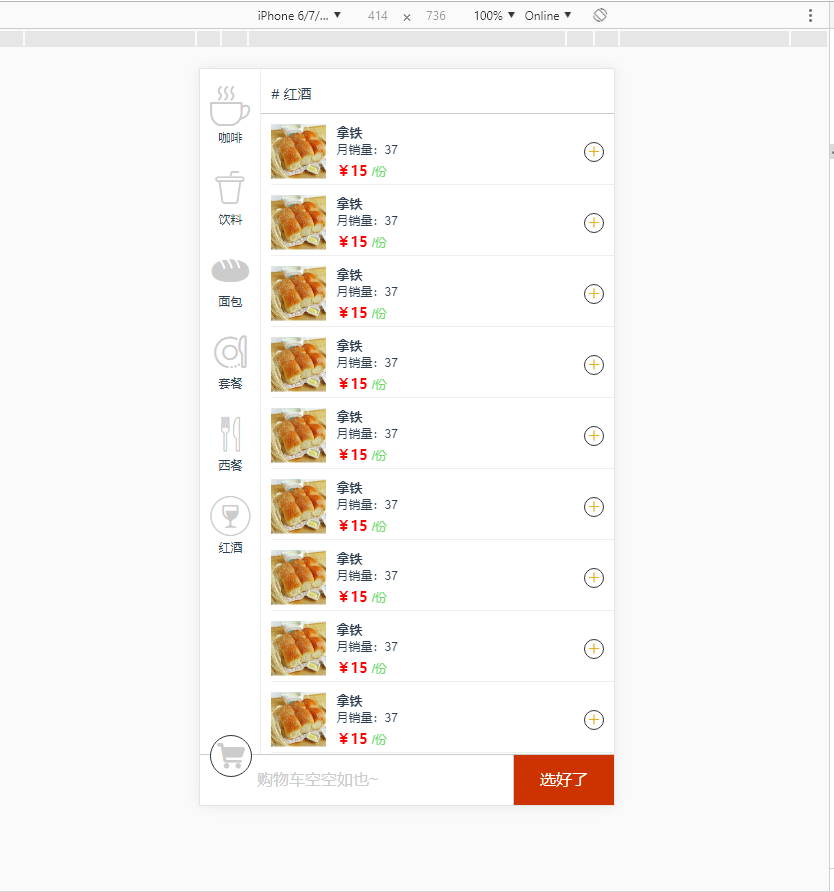 iPhone 6/7/... ▼ 414 × 736 100% ▼ Online ▼
咖啡
饮料
面包
套餐
西餐
红酒
# 红酒
拿铁
月销量：37
￥15 /份
拿铁
月销量：37
￥15 /份
拿铁
月销量：37
￥15 /份
拿铁
月销量：37
￥15 /份
拿铁
月销量：37
￥15 /份
拿铁
月销量：37
￥15 /份
拿铁
月销量：37
￥15 /份
拿铁
月销量：37
￥15 /份
拿铁
月销量：37
￥15 /份
购物车空空如也~
选好了